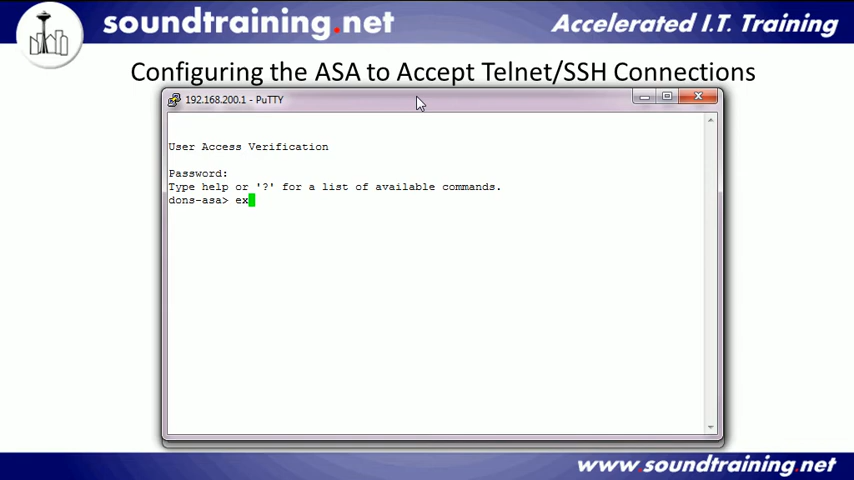 soundtraining.net
Accelerated I.T. Training
Configuring the ASA to Accept Telnet/SSH Connections
192.168.200.1 - PuTTY
User Access Verification
Password:
Type help or '?' for a list of available commands.
dons-asa> ex
www.soundtraining.net